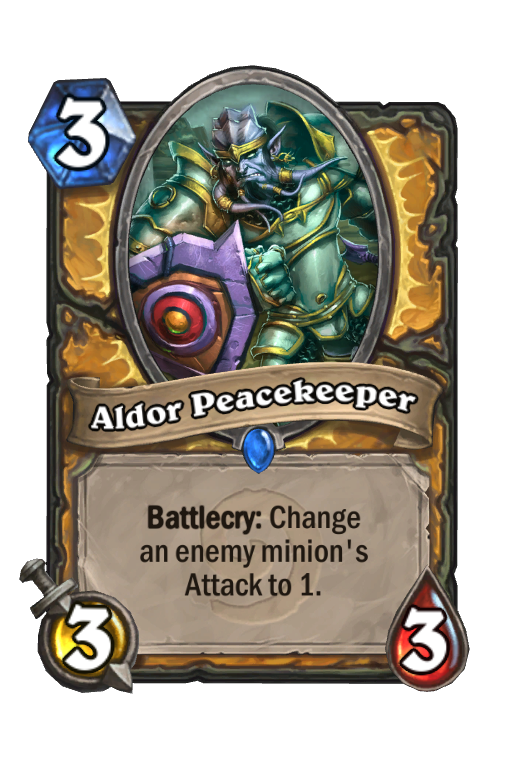 3
Aldor Peacekeeper
Battlecry: Change
an enemy minion's
Attack to 1.
3
3